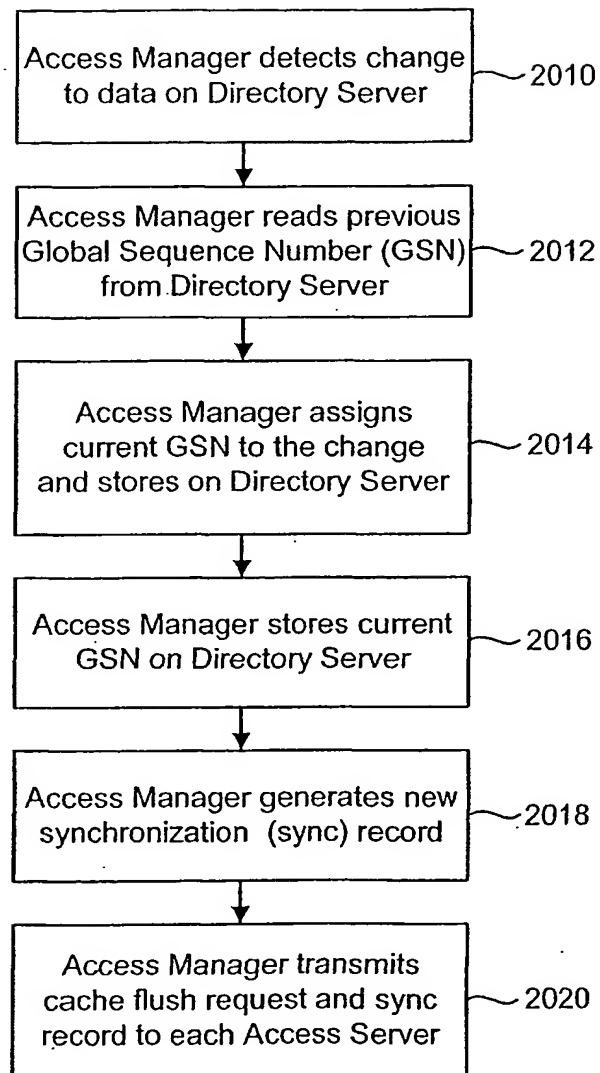 Access Manager detects change
to data on Directory Server
2010
Access Manager reads previous
Global Sequence Number (GSN)
from Directory Server
2012
Access Manager assigns
current GSN to the change
and stores on Directory Server
2014
Access Manager stores current
GSN on Directory Server
2016
Access Manager generates new
synchronization (sync) record
2018
Access Manager transmits
cache flush request and sync
record to each Access Server
2020